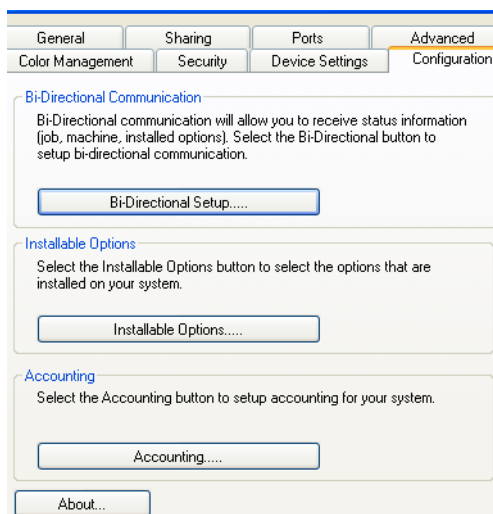 General Sharing Ports Advanced
Color Management Security Device Settings Configuration
Bi-Directional Communication
Bi-Directional communication will allow you to receive status information
(job, machine, installed options). Select the Bi-Directional button to
setup bi-directional communication.
Bi-Directional Setup.....
Installable Options
Select the Installable Options button to select the options that are
installed on your system.
Installable Options.....
Accounting
Select the Accounting button to setup accounting for your system.
Accounting.....
About...